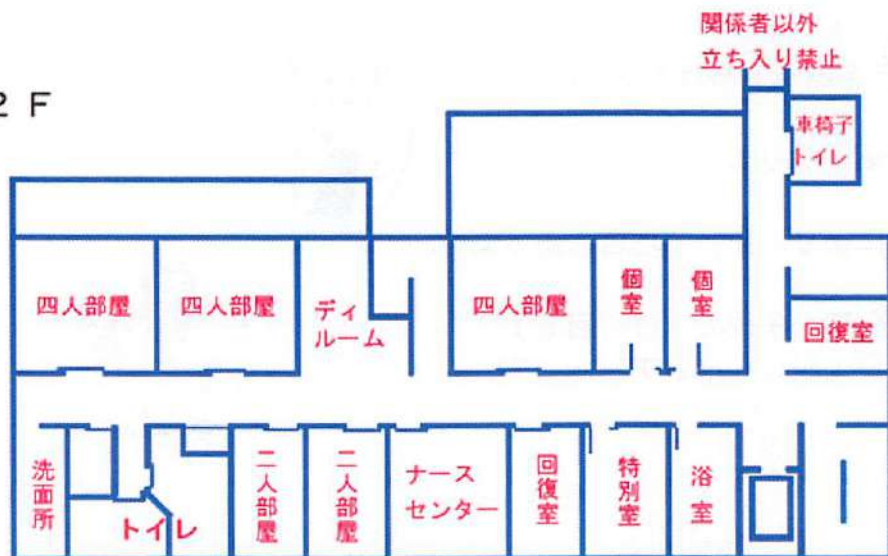 関係者以外
立ち入り禁止
2 F
車椅子
トイレ
四人部屋
四人部屋
ディ
ルーム
四人部屋
個室
個室
回復室
洗面所
トイレ
二人部屋
二人部屋
ナース
センター
回復室
特別室
浴室